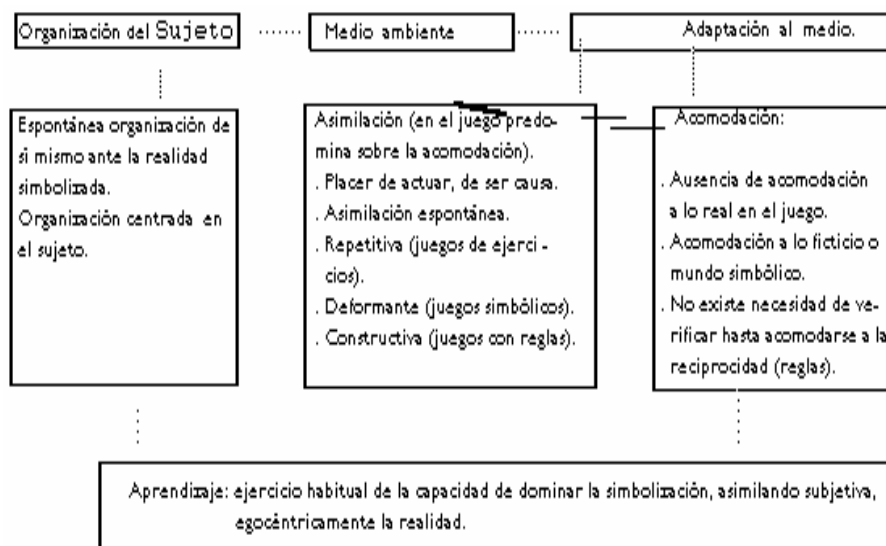 Organización del Sujeto
Medio ambiente
Adaptación al medio.
Espontánea organización de
si mismo ante la realidad
simbolizada.
Organización centrada en
el sujeto.
Asimilación (en el juego predo-
mina sobre la acomodación).
. Placer de actuar, de ser causa.
. Asimilación espontánea.
. Repetitiva (juegos de ejerci -
cios).
. Deformante (juegos simbólicos).
. Constructiva (juegos con reglas).
Acomodación:
. Ausencia de acomodación
a lo real en el juego.
. Acomodación a lo ficticio o
mundo simbólico.
. No existe necesidad de ve-
rificar hasta acomodarse a la
reciprocidad (reglas).
Aprendizaje: ejercicio habitual de la capacidad de dominar la simbolización, asimilando subjetiva,
egocéntricamente la realidad.